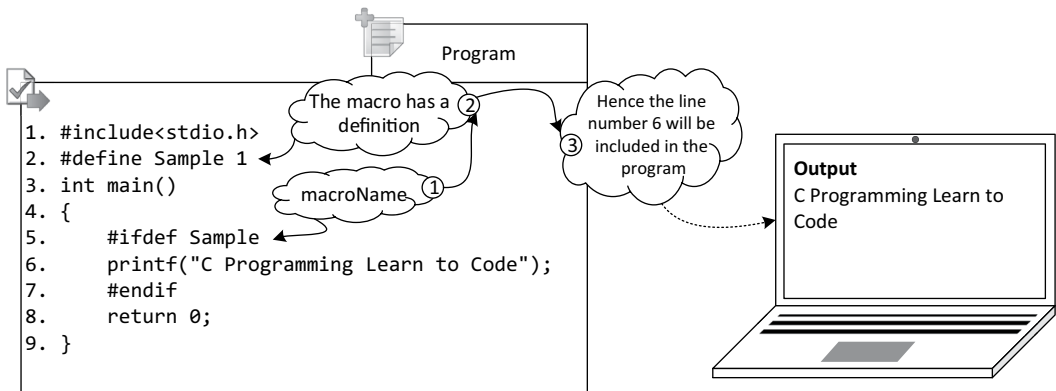 Program
The macro has a
definition
2
Hence the line
number 6 will be
included in the
program
3
macroName
1
1. #include<stdio.h>
2. #define Sample 1
3. int main()
4. {
5. #ifdef Sample
6. printf("C Programming Learn to Code");
7. #endif
8. return 0;
9. }
Output
C Programming Learn to
Code